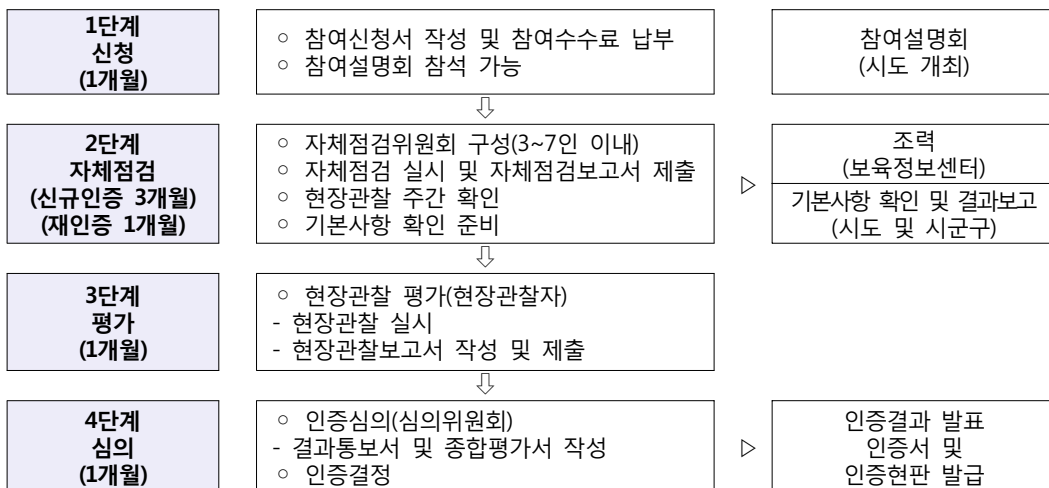 1단계
신청
(1개월)
○ 참여신청서 작성 및 참여수수료 납부
○ 참여설명회 참석 가능
참여설명회
(시도 개최)
⇩
2단계
자체점검
(신규인증 3개월)
(재인증 1개월)
○ 자체점검위원회 구성(3~7인 이내)
○ 자체점검 실시 및 자체점검보고서 제출
○ 현장관찰 주간 확인
○ 기본사항 확인 준비
▷
조력
(보육정보센터)
기본사항 확인 및 결과보고
(시도 및 시군구)
⇩
3단계
평가
(1개월)
○ 현장관찰 평가(현장관찰자)
- 현장관찰 실시
- 현장관찰보고서 작성 및 제출
⇩
4단계
심의
(1개월)
○ 인증심의(심의위원회)
- 결과통보서 및 종합평가서 작성
○ 인증결정
▷
인증결과 발표
인증서 및
인증현판 발급